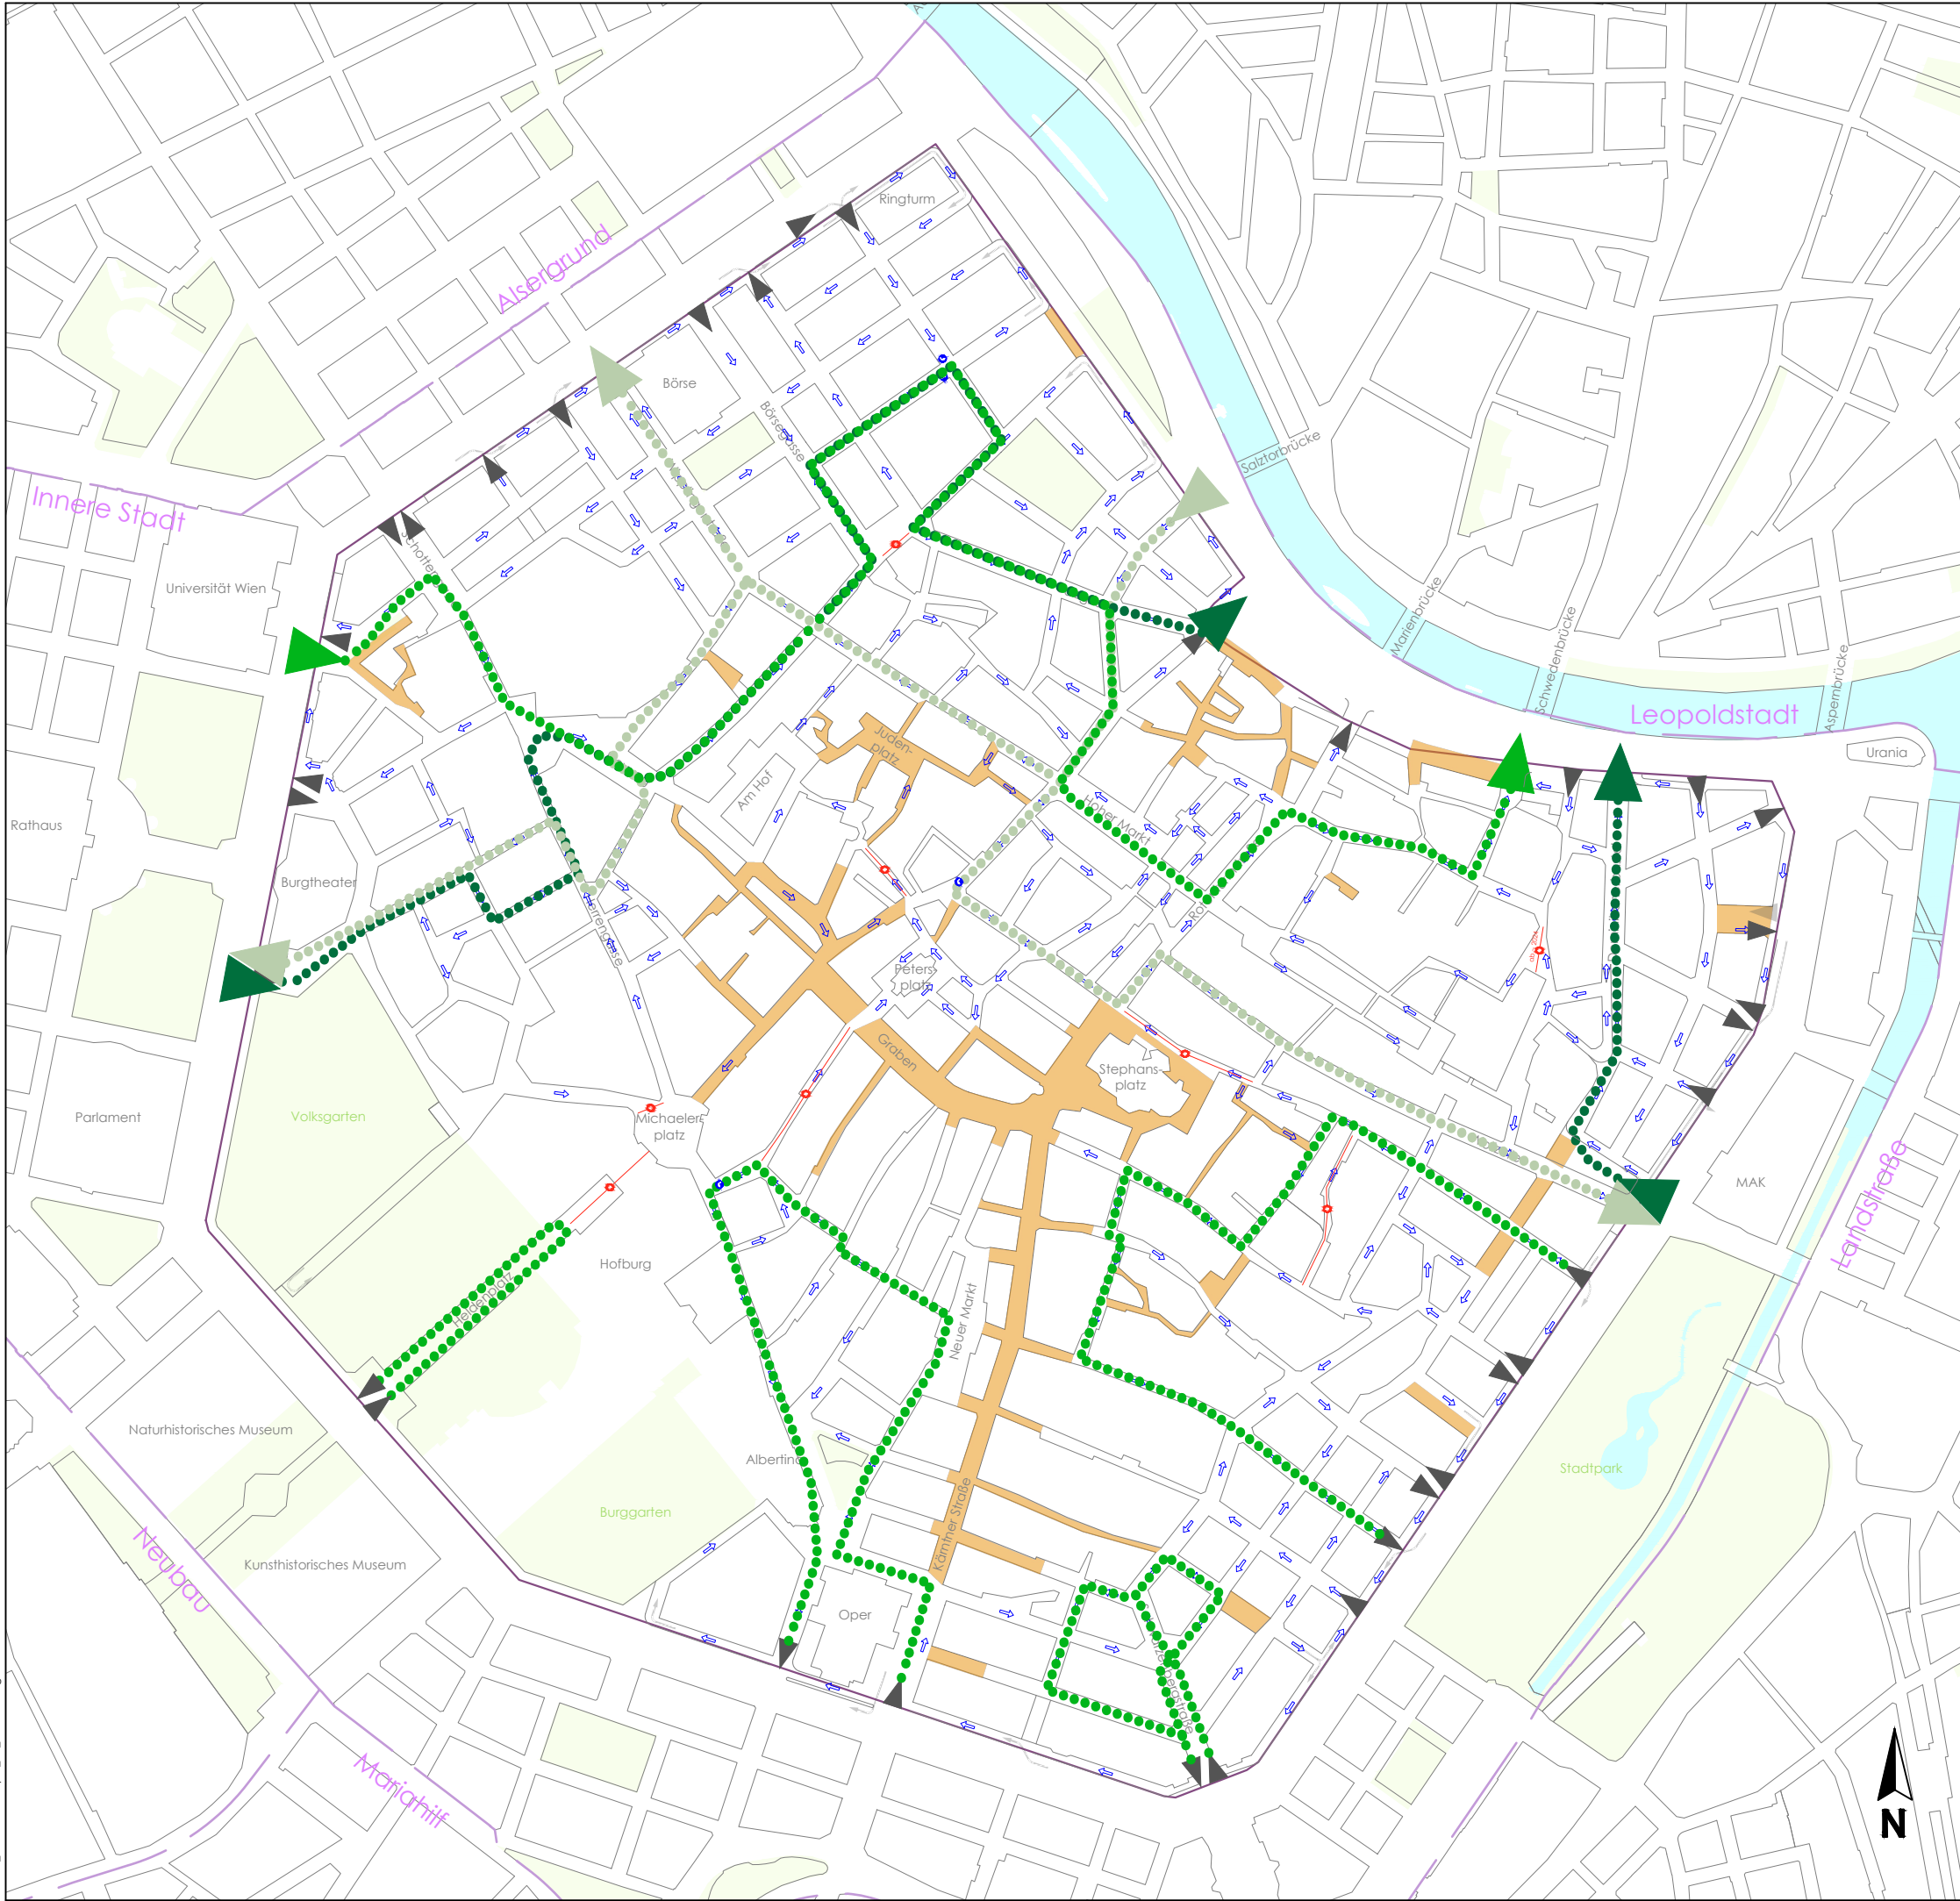 Ringturm
Alsergrund
Börse
Börsegasse
Salztorbrücke
Innere Stadt
Universität Wien
Marienbrücke
Schwedenbrücke
Aspernbrücke
Leopoldstadt
Urania
Juden-
platz
Am Hof
Hoher Markt
Rathaus
Burgtheater
Herrengasse
Peters-
platz
Graben
Stephans-
platz
Parlament
Volksgarten
Michaeler-
platz
MAK
Landstraße
Hofburg
Heldenplatz
Neuer Markt
Naturhistorisches Museum
Albertina
Stadtpark
Burggarten
Kärntner Straße
Neubau
Kunsthistorisches Museum
Oper
Schwarzenbergstraße
Mariahilf
N